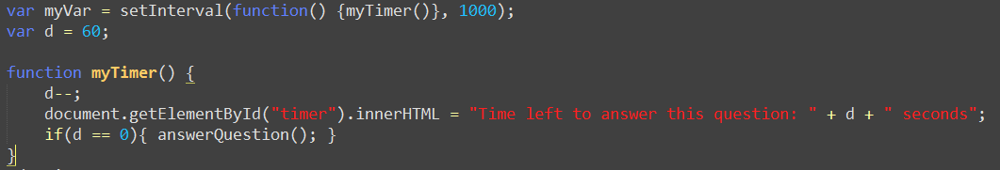 var myVar = setInterval(function() {myTimer()}, 1000);
var d = 60;
function myTimer() {
d--;
document.getElementById("timer").innerHTML = "Time left to answer this question: " + d + " seconds";
if(d == 0){ answerQuestion(); }
}